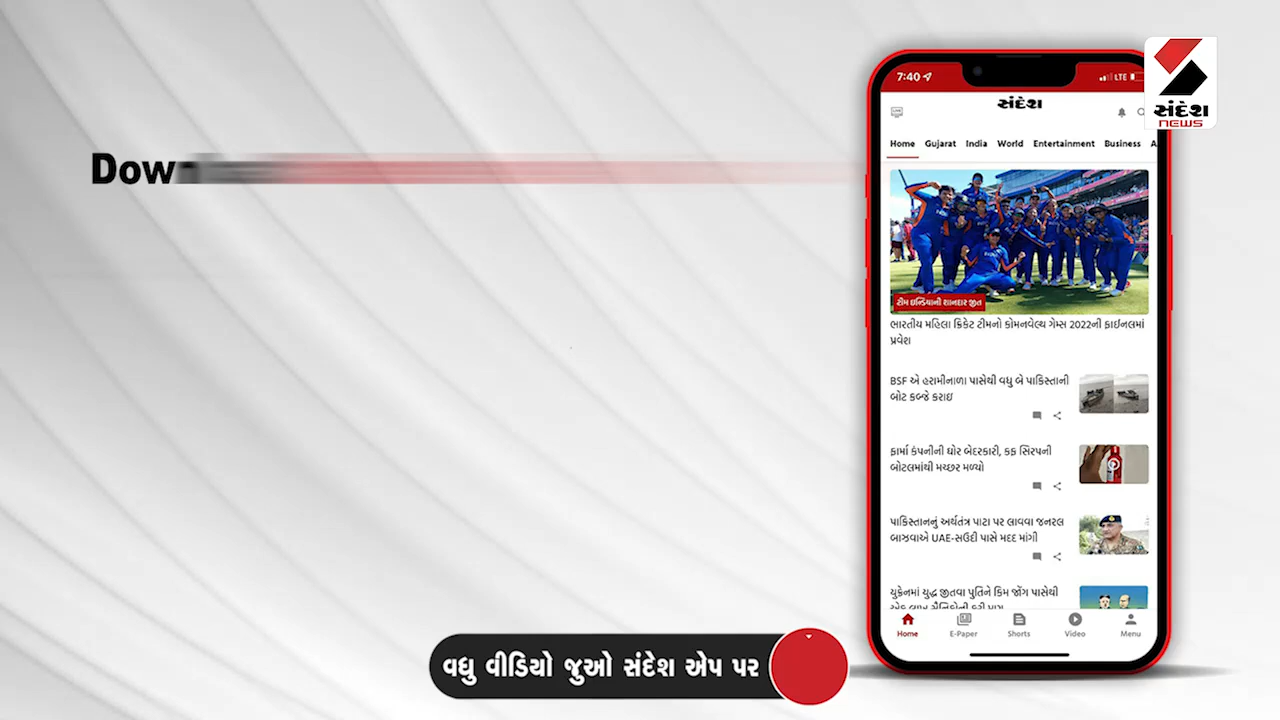 સંદેશ
NEWS
7:40
LTE
સંદેશ
Home Gujarat India World Entertainment Business
Dow
ટીમ ઇન્ડિયાની શાનદાર જીત
ભારતીય મહિલા ક્રિકેટ ટીમનો કોમનવેલ્થ ગેમ્સ 2022ની ફાઈનલમાં
પ્રવેશ
BSF એ હરામીનાળા પાસેથી વધુ બે પાકિસ્તાની
બોટ કબ્જે કરાઇ
ફાર્મા કંપનીની ઘોર બેદરકારી, કફ સિરપની
બોટલમાંથી મચ્છર મળ્યો
પાકિસ્તાનનું અર્થતંત્ર પાટા પર લાવવા જનરલ
બાઝવાએ UAE-સઉદી પાસે મદદ માંગી
યુક્રેનમાં યુદ્ધ જીતવા પુતિને કિમ જોંગ પાસેથી
Home E-Paper Shorts Video Menu
વધુ વીડિયો જુઓ સંદેશ એપ પર